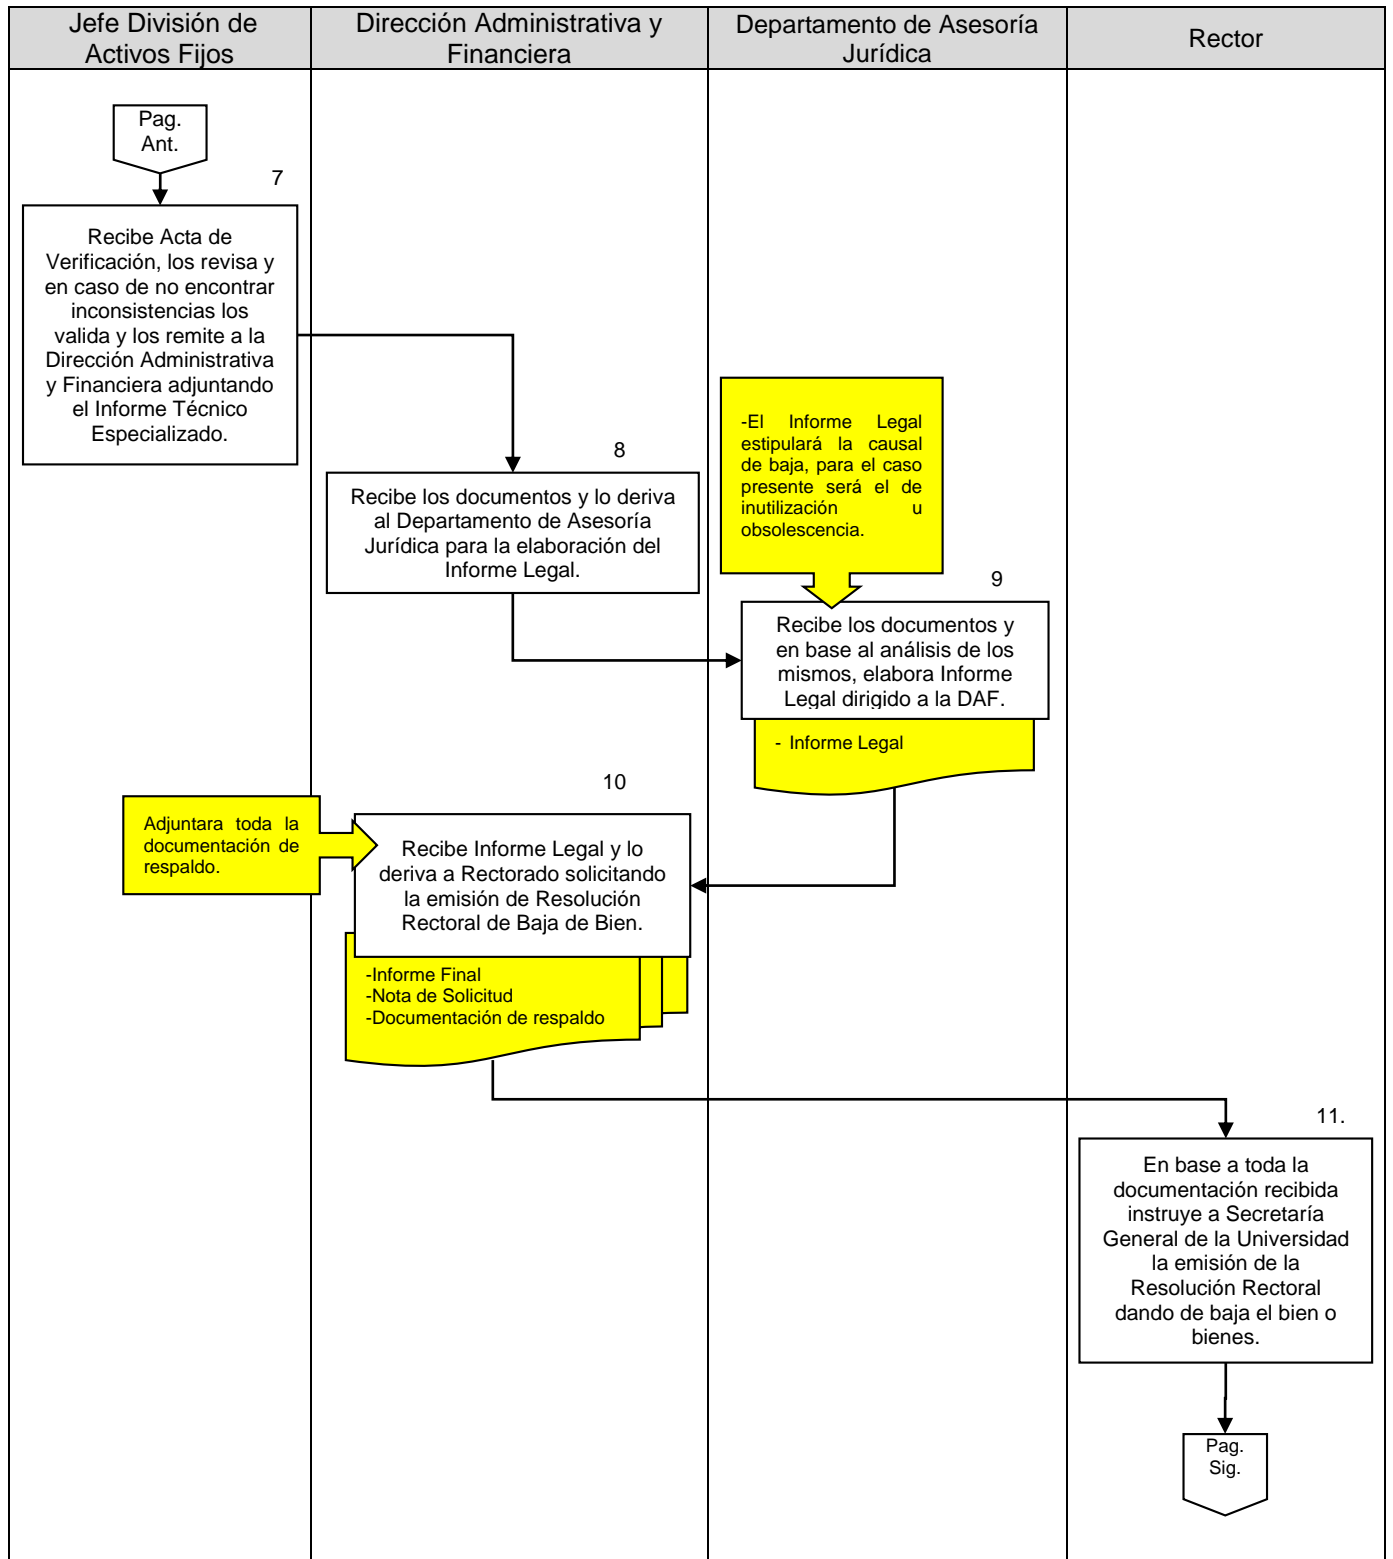 Jefe División de
Activos Fijos
Dirección Administrativa y
Financiera
Departamento de Asesoría
Jurídica
Rector
Pag.
Ant.
7
Recibe Acta de
Verificación, los revisa y
en caso de no encontrar
inconsistencias los
valida y los remite a la
Dirección Administrativa
y Financiera adjuntando
el Informe Técnico
Especializado.
8
Recibe los documentos y lo deriva
al Departamento de Asesoría
Jurídica para la elaboración del
Informe Legal.
-El Informe Legal
estipulará la causal
de baja, para el caso
presente será el de
inutilización u
obsolescencia.
9
Recibe los documentos y
en base al análisis de los
mismos, elabora Informe
Legal dirigido a la DAF.
- Informe Legal
10
Adjuntara toda la
documentación de
respaldo.
Recibe Informe Legal y lo
deriva a Rectorado solicitando
la emisión de Resolución
Rectoral de Baja de Bien.
-Informe Final
-Nota de Solicitud
-Documentación de respaldo
11.
En base a toda la
documentación recibida
instruye a Secretaría
General de la Universidad
la emisión de la
Resolución Rectoral
dando de baja el bien o
bienes.
Pag.
Sig.